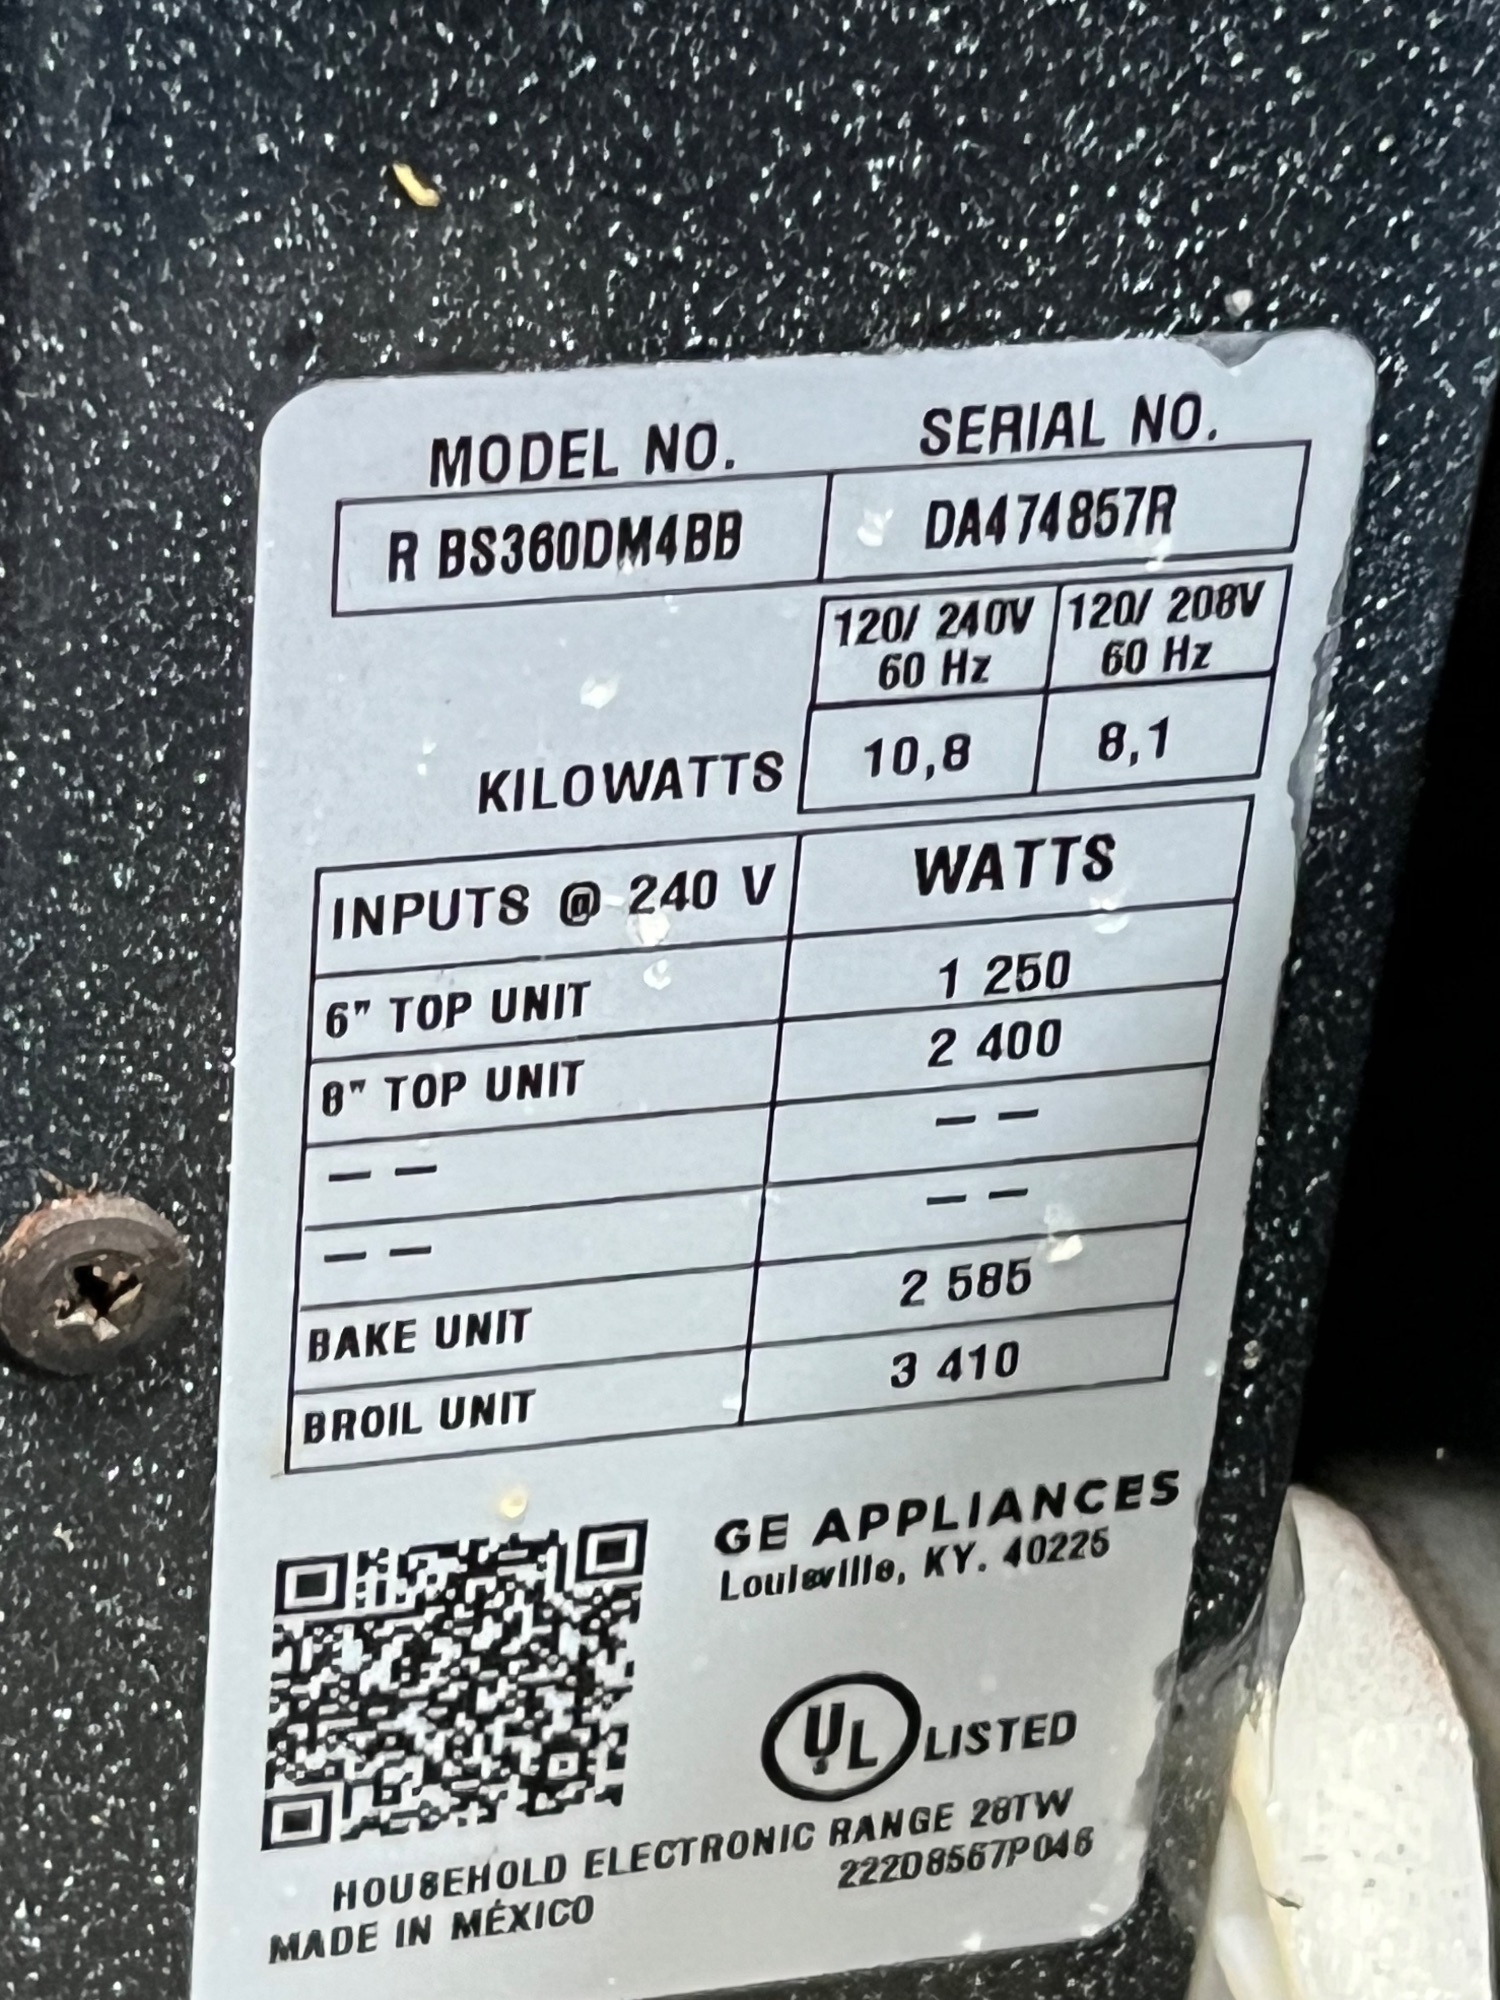 MODEL NO. SERIAL NO.
R BS360DM4BB DA474857R
120/ 240V 120/ 208V
60 Hz 60 Hz
KILOWATTS 10,8 8,1
INPUTS @ 240 V WATTS
6" TOP UNIT 1 250
8" TOP UNIT 2 400
— — — —
— — — —
BAKE UNIT 2 585
BROIL UNIT 3 410
GE APPLIANCES
Louisville, KY. 40225
UL LISTED
HOUSEHOLD ELECTRONIC RANGE 28TW
222D8567P046
MADE IN MÉXICO